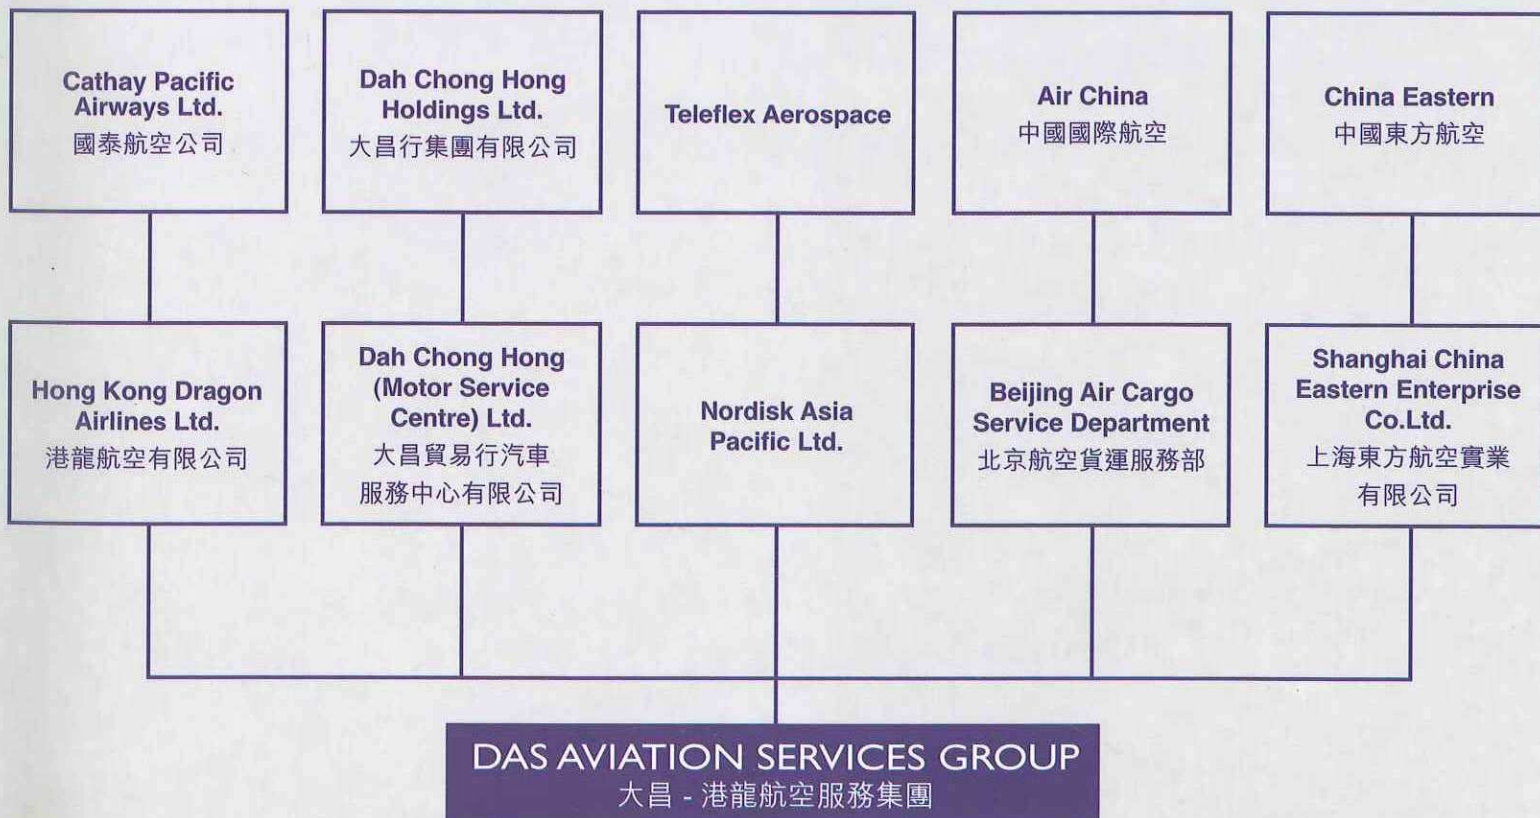 Cathay Pacific
Airways Ltd.
國泰航空公司
Dah Chong Hong
Holdings Ltd.
大昌行集團有限公司
Teleflex Aerospace
Air China
中國國際航空
China Eastern
中國東方航空
Hong Kong Dragon
Airlines Ltd.
港龍航空有限公司
Dah Chong Hong
(Motor Service
Centre) Ltd.
大昌貿易行汽車
服務中心有限公司
Nordisk Asia
Pacific Ltd.
Beijing Air Cargo
Service Department
北京航空貨運服務部
Shanghai China
Eastern Enterprise
Co.Ltd.
上海東方航空實業
有限公司
DAS AVIATION SERVICES GROUP
大昌 - 港龍航空服務集團